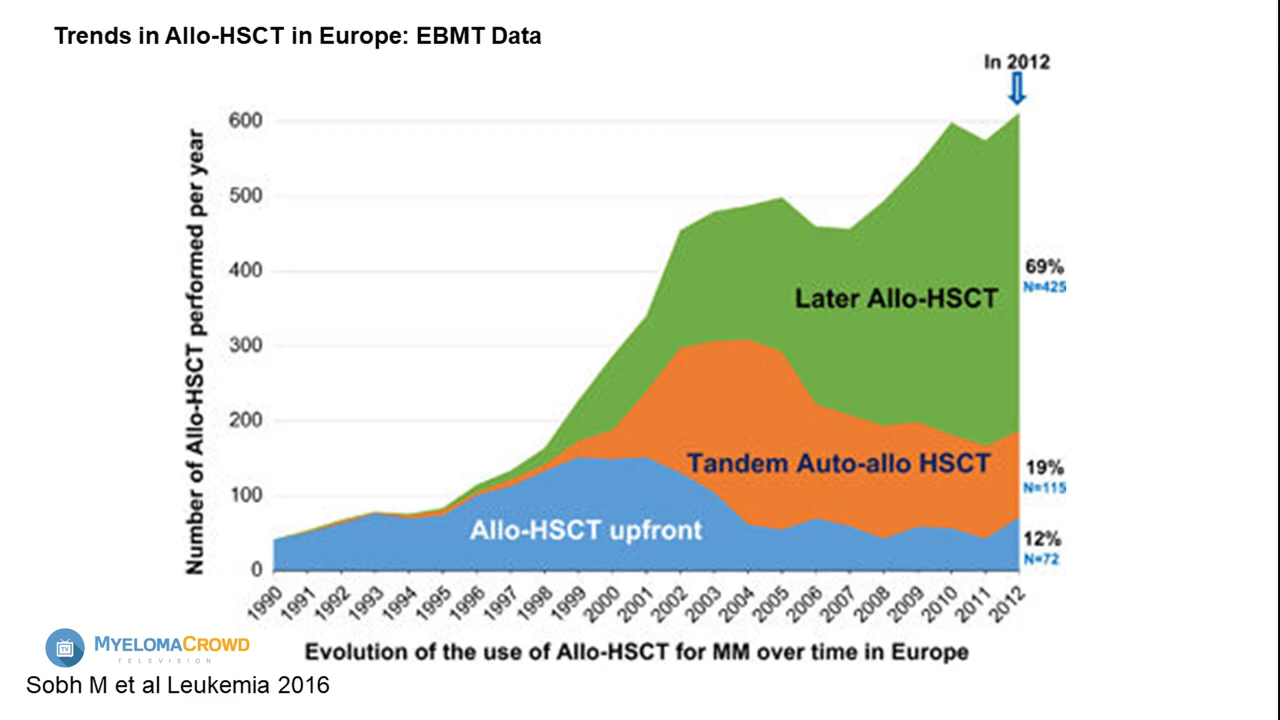 Trends in Allo-HSCT in Europe: EBMT Data
In 2012
Number of Allo-HSCT performed per year
600
500
400
300
200
100
0
Later Allo-HSCT
Tandem Auto-allo HSCT
Allo-HSCT upfront
69%
N=425
19%
N=115
12%
N=72
1990
1991
1992
1993
1994
1995
1996
1997
1998
1999
2000
2001
2002
2003
2004
2005
2006
2007
2008
2009
2010
2011
2012
Evolution of the use of Allo-HSCT for MM over time in Europe
TV
MYELOMACROWD
TELEVISION
Sobh M et al Leukemia 2016